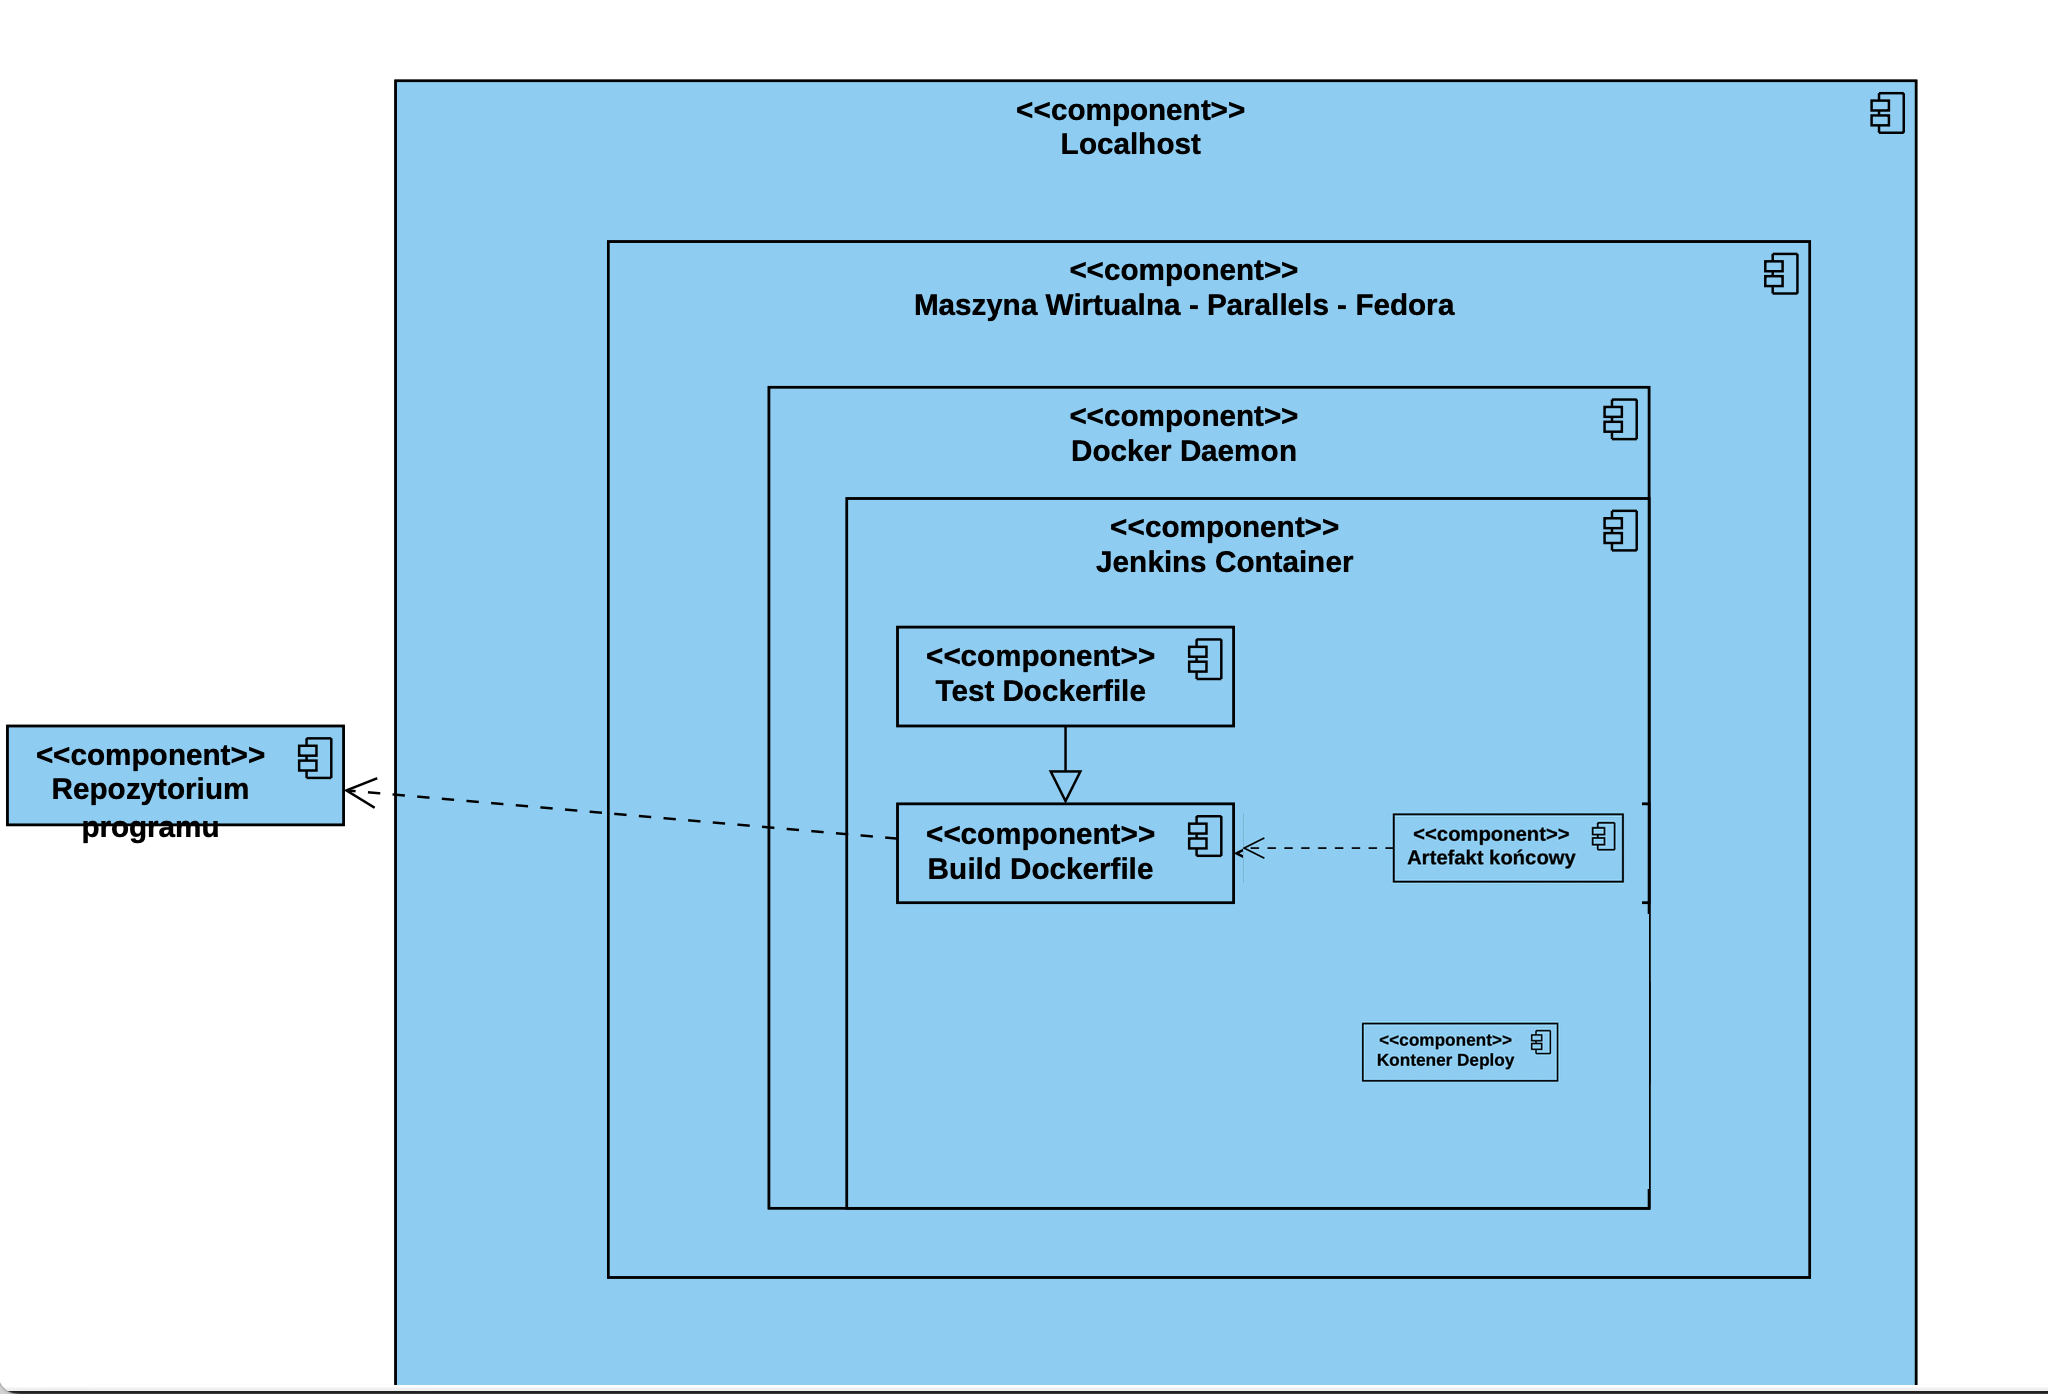 <<component>>
Localhost
<<component>>
Maszyna Wirtualna - Parallels - Fedora
<<component>>
Docker Daemon
<<component>>
Jenkins Container
<<component>>
Test Dockerfile
<<component>>
Repozytorium
programu
<<component>>
Build Dockerfile
<<component>>
Artefakt końcowy
<<component>>
Kontener Deploy